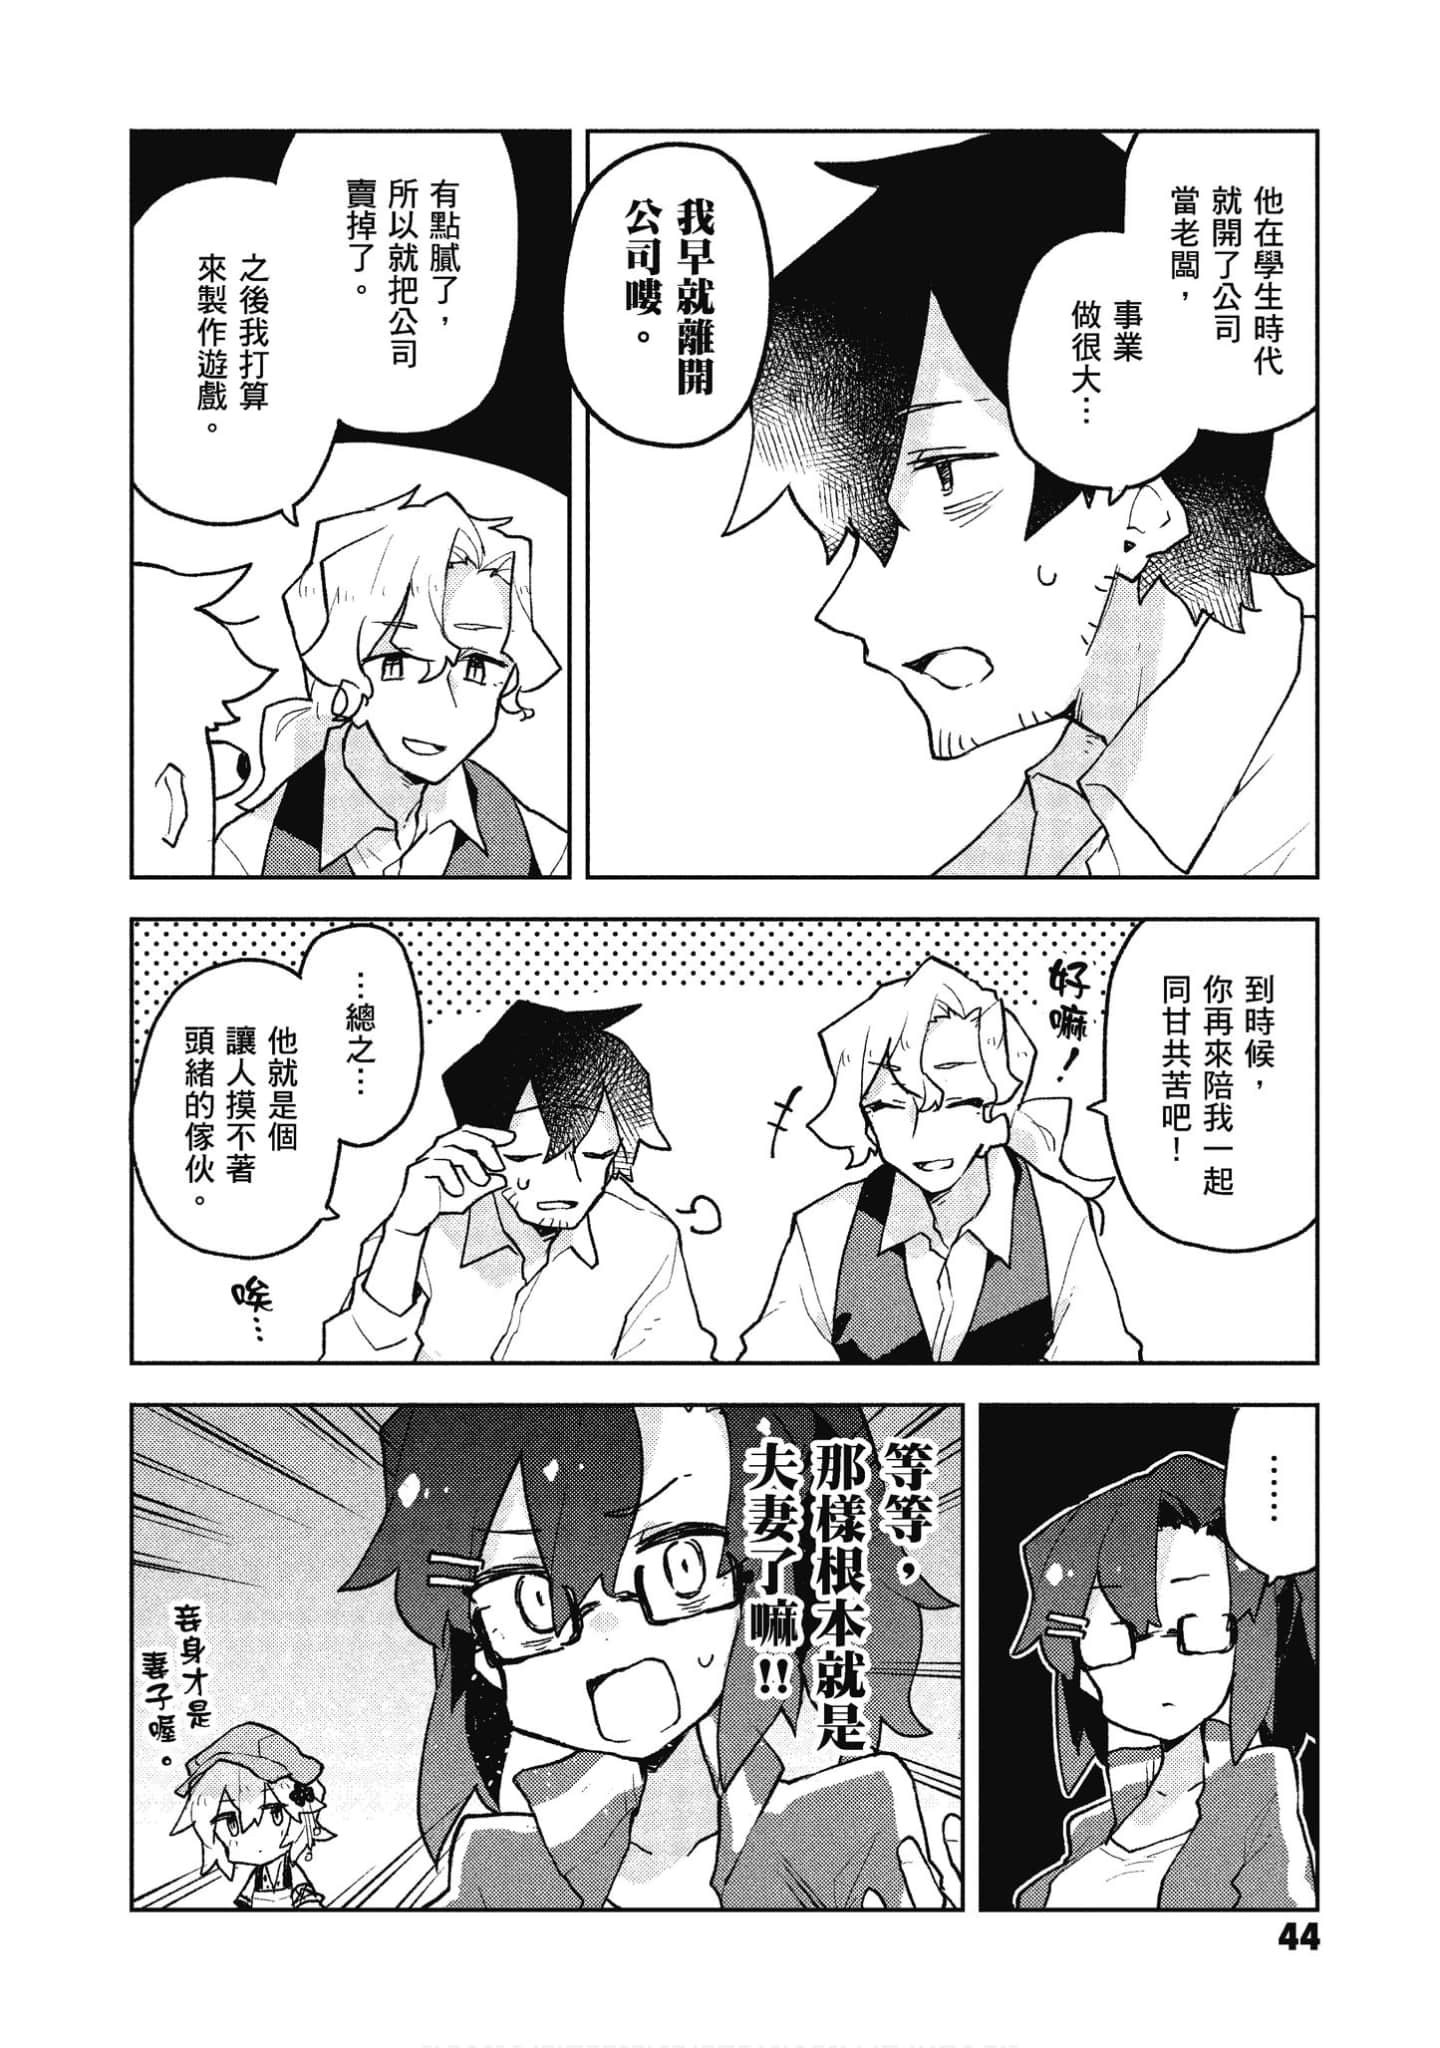 他在學生時代
就開了公司
當老闆，
事業
做很大…
我早就離開
公司嘍。
有點膩了，
所以就把公司
賣掉了。
之後我打算
來製作遊戲。
到時候，
你再來陪我一起
同甘共苦吧！
好嘛！
…總之…
他就是個
讓人摸不著
頭緒的傢伙。
唉……
……
等等，
那樣根本就是
夫妻了嘛!!
妾身才是
妻子喔。
44